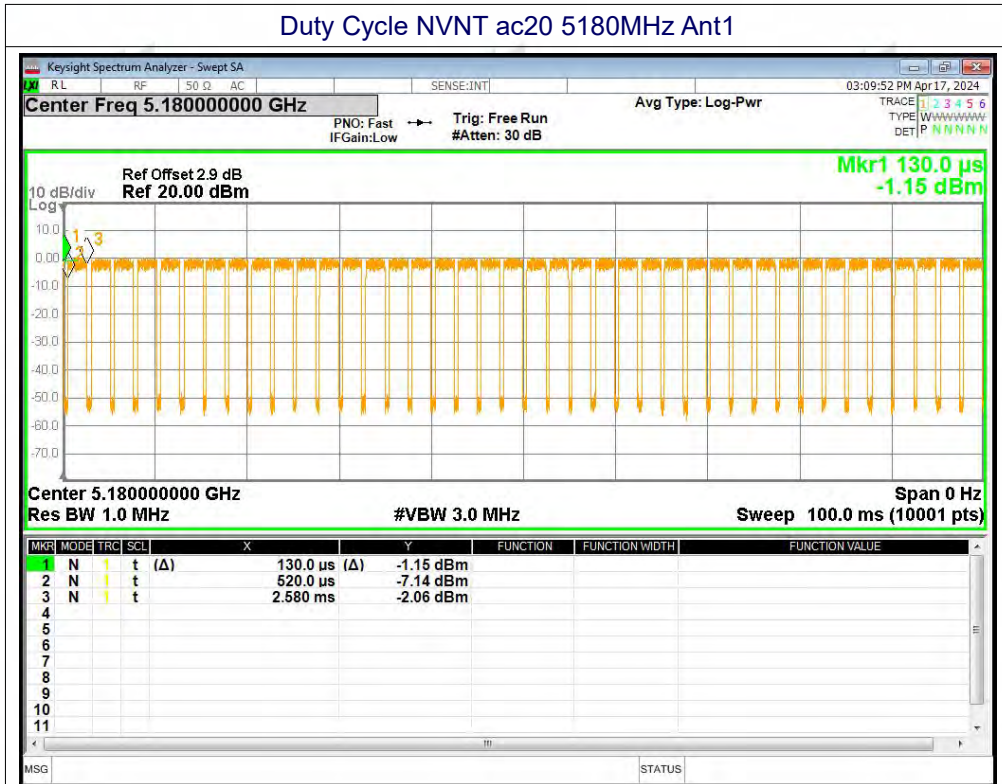 Duty Cycle NVNT ac20 5180MHz Ant1
Keysight Spectrum Analyzer - Swept SA
LXI RL RF 50 Ω AC SENSE:INT 03:09:52 PM Apr 17, 2024
Center Freq 5.180000000 GHz Avg Type: Log-Pwr TRACE 1 2 3 4 5 6
PNO: Fast Trig: Free Run TYPE WWWWWW
IFGain:Low #Atten: 30 dB DET P N N N N N
Mkr1 130.0 µs
Ref Offset 2.9 dB
10 dB/div Ref 20.00 dBm -1.15 dBm
Log
10.0
1 2 3
0.00
-10.0
-20.0
-30.0
-40.0
-50.0
-60.0
-70.0
Center 5.180000000 GHz Span 0 Hz
Res BW 1.0 MHz #VBW 3.0 MHz Sweep 100.0 ms (10001 pts)
MKR MODE TRC SCL X Y FUNCTION FUNCTION WIDTH FUNCTION VALUE
1 N 1 t (Δ) 130.0 µs (Δ) -1.15 dBm
2 N 1 t 520.0 µs -7.14 dBm
3 N 1 t 2.580 ms -2.06 dBm
4
5
6
7
8
9
10
11
MSG STATUS